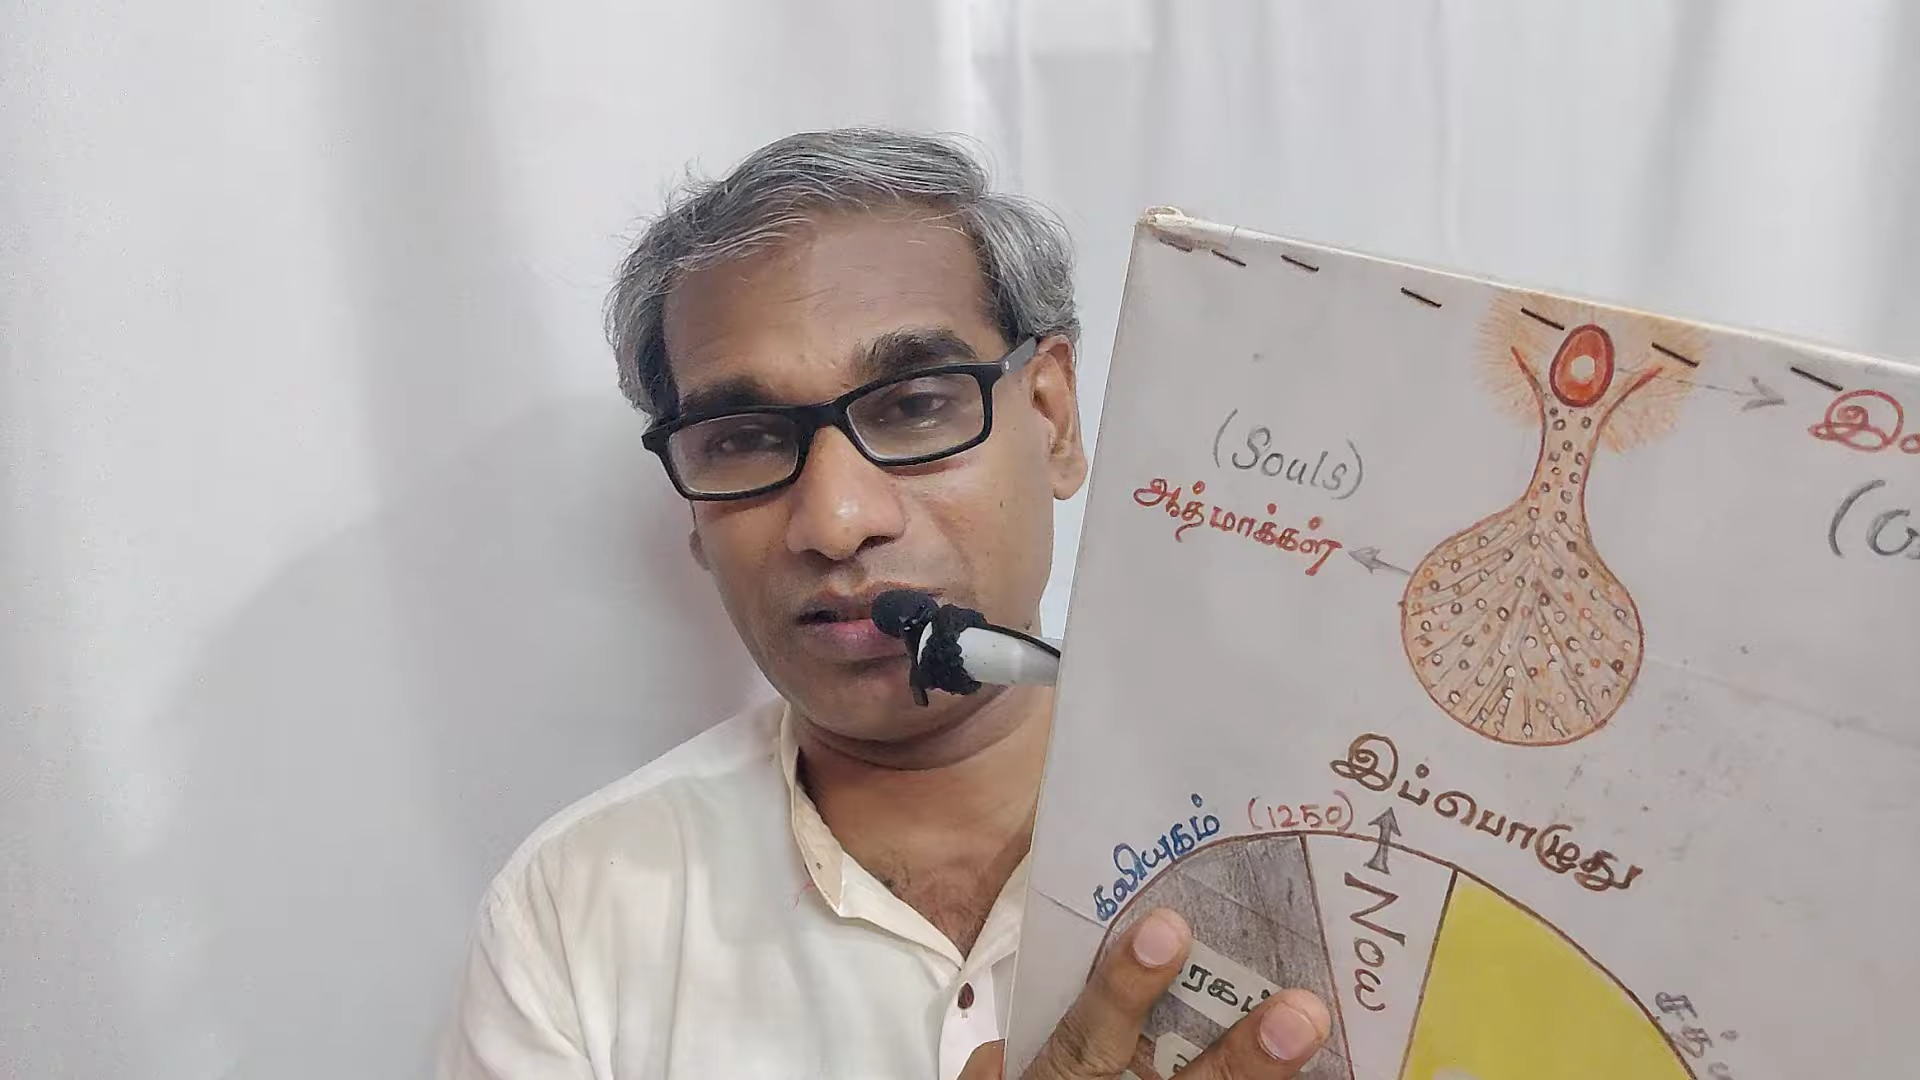 (Souls)
ஆத்மாக்கள்
இப்பொழுது
கலியுகம்
(1250)
Now